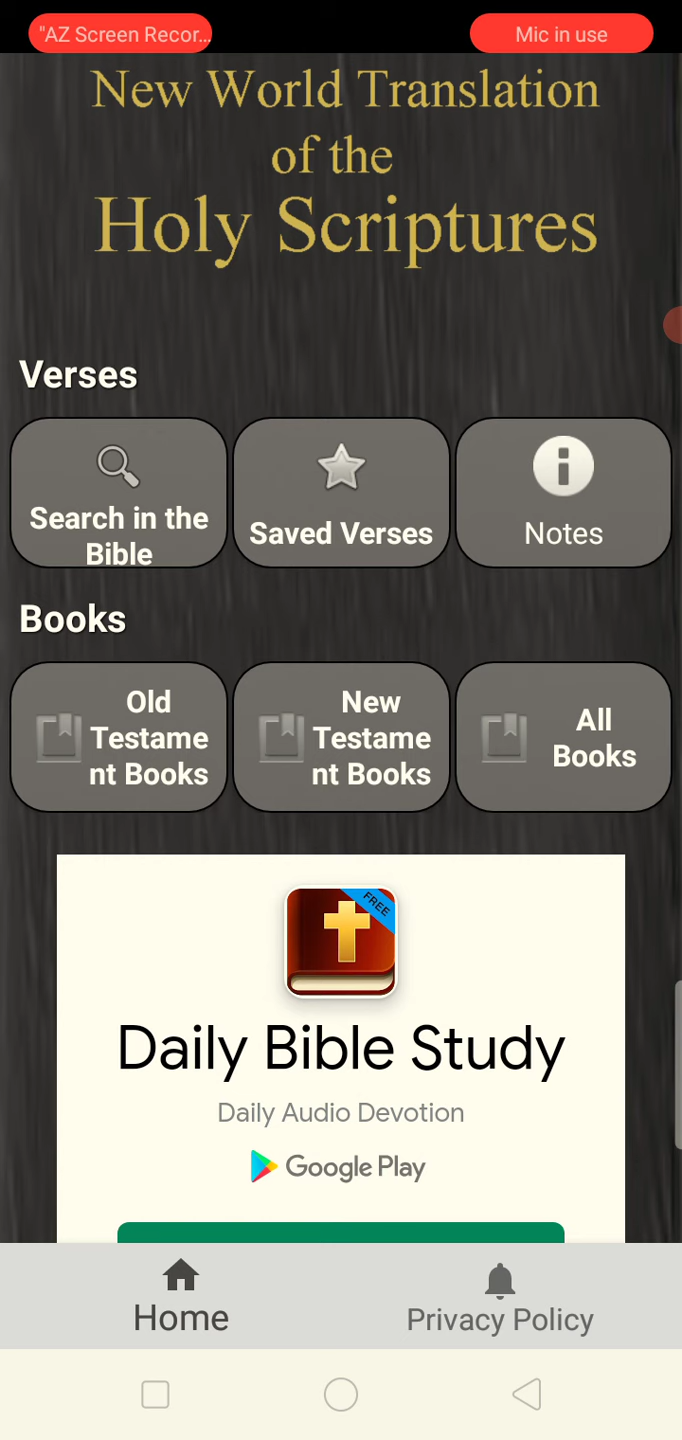 "AZ Screen Recor... Mic in use
New World Translation
of the
Holy Scriptures
Verses
Search in the
Bible
Saved Verses
Notes
Books
Old
Testame
nt Books
New
Testame
nt Books
All
Books
FREE
Daily Bible Study
Daily Audio Devotion
Google Play
Home
Privacy Policy